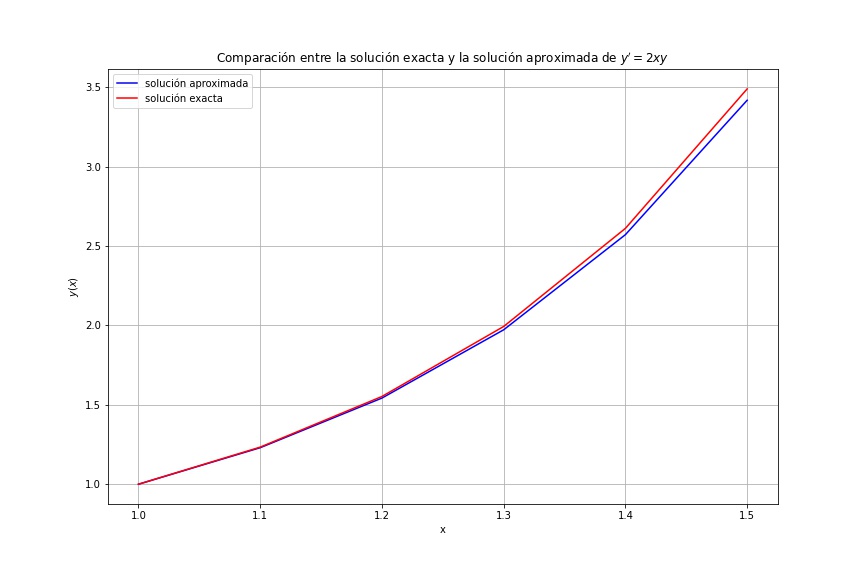 Comparación entre la solución exacta y la solución aproximada de y' = 2xy
solución aproximada
solución exacta
3.5
3.0
2.5
2.0
1.5
1.0
y(x)
1.0 1.1 1.2 1.3 1.4 1.5
x